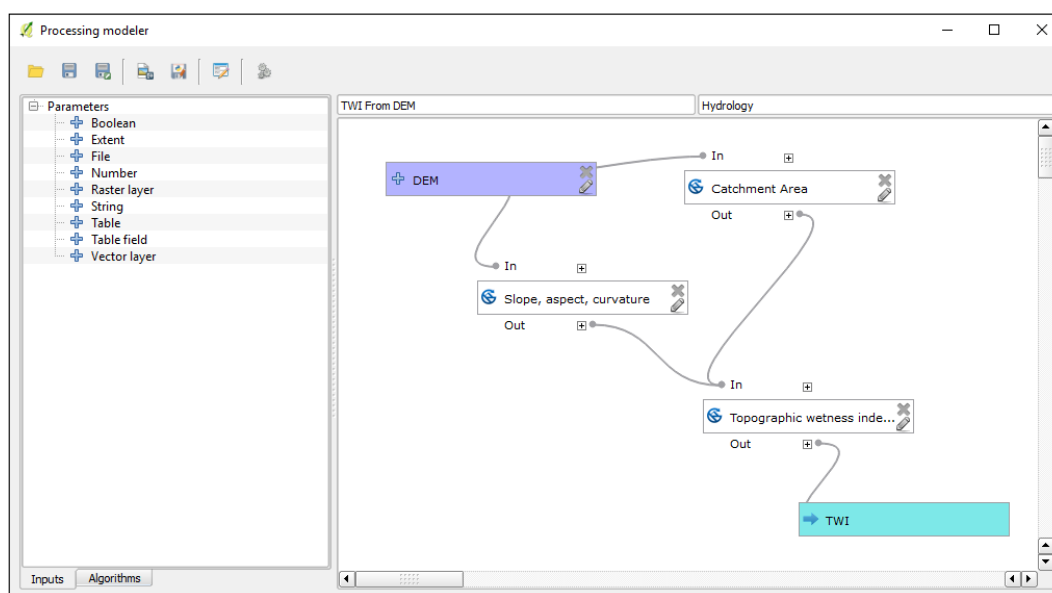 Processing modeler
Parameters
Boolean
Extent
File
Number
Raster layer
String
Table
Table field
Vector layer
Inputs
Algorithms
TWI From DEM
Hydrology
DEM
In
Catchment Area
Out
In
Slope, aspect, curvature
Out
In
Topographic wetness inde...
Out
TWI